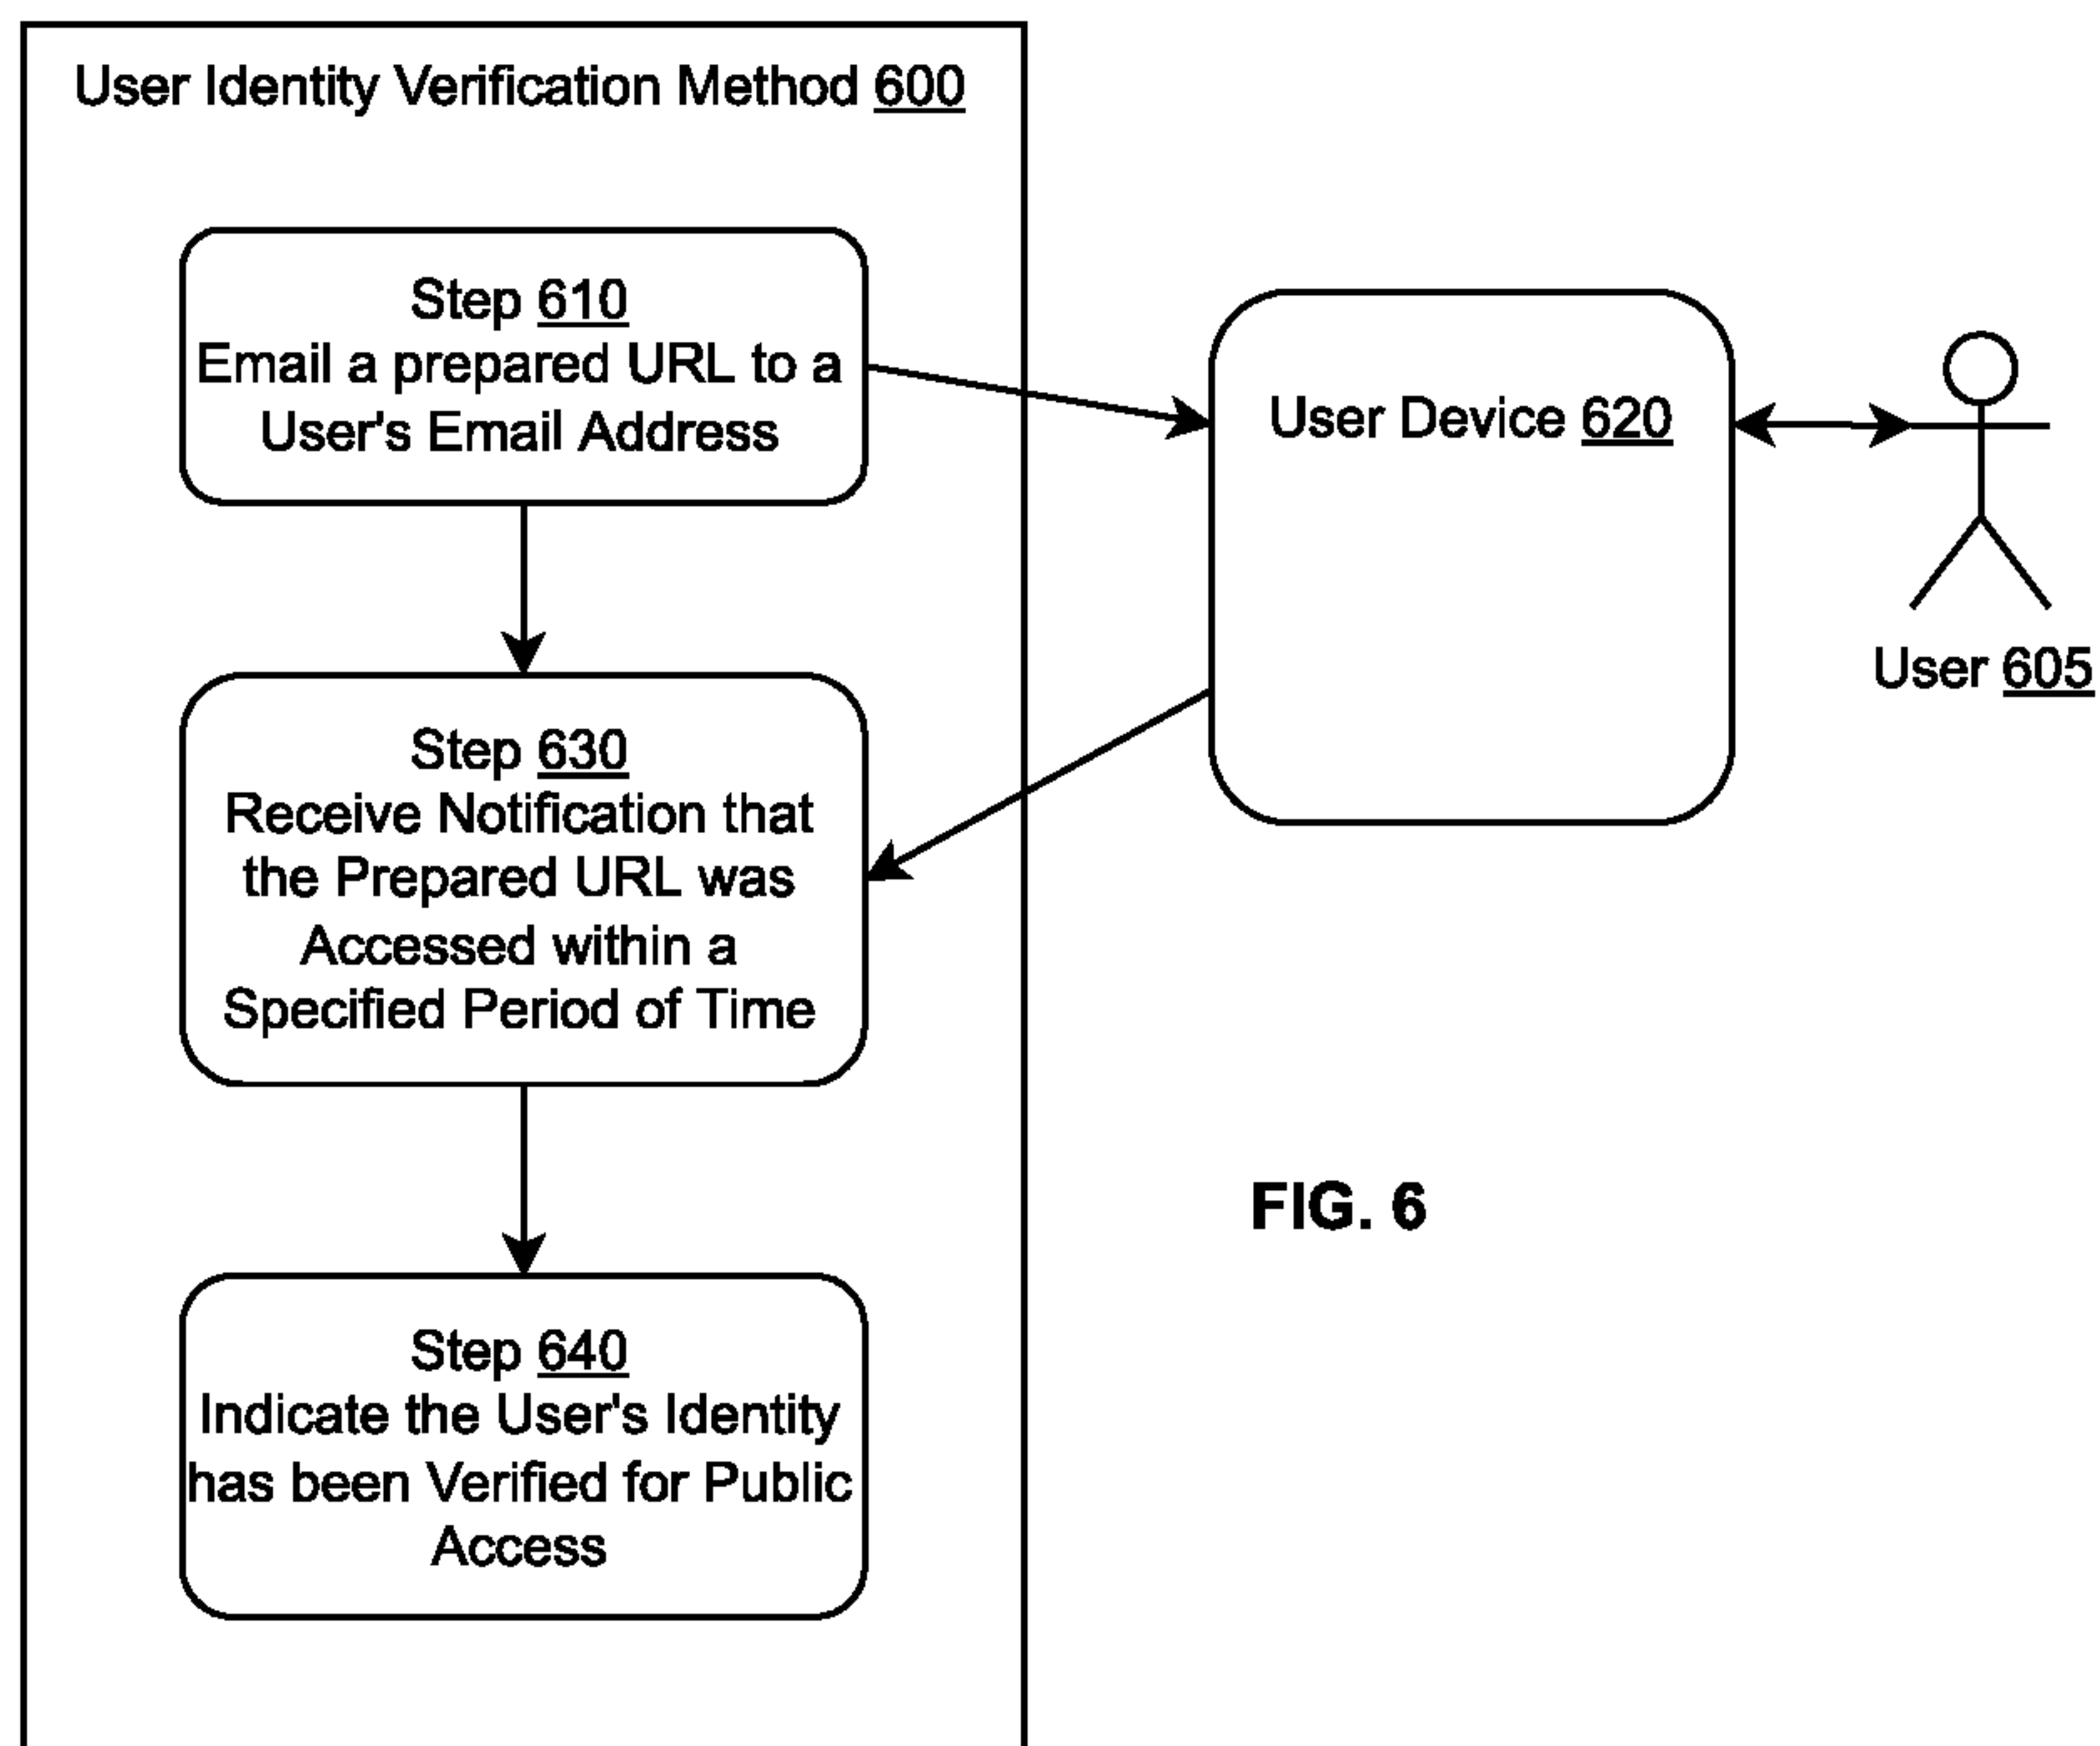 User Identity Verification Method 600
Step 610
Email a prepared URL to a
User's Email Address
User Device 620
User 605
Step 630
Receive Notification that
the Prepared URL was
Accessed within a
Specified Period of Time
FIG. 6
Step 640
Indicate the User's Identity
has been Verified for Public
Access